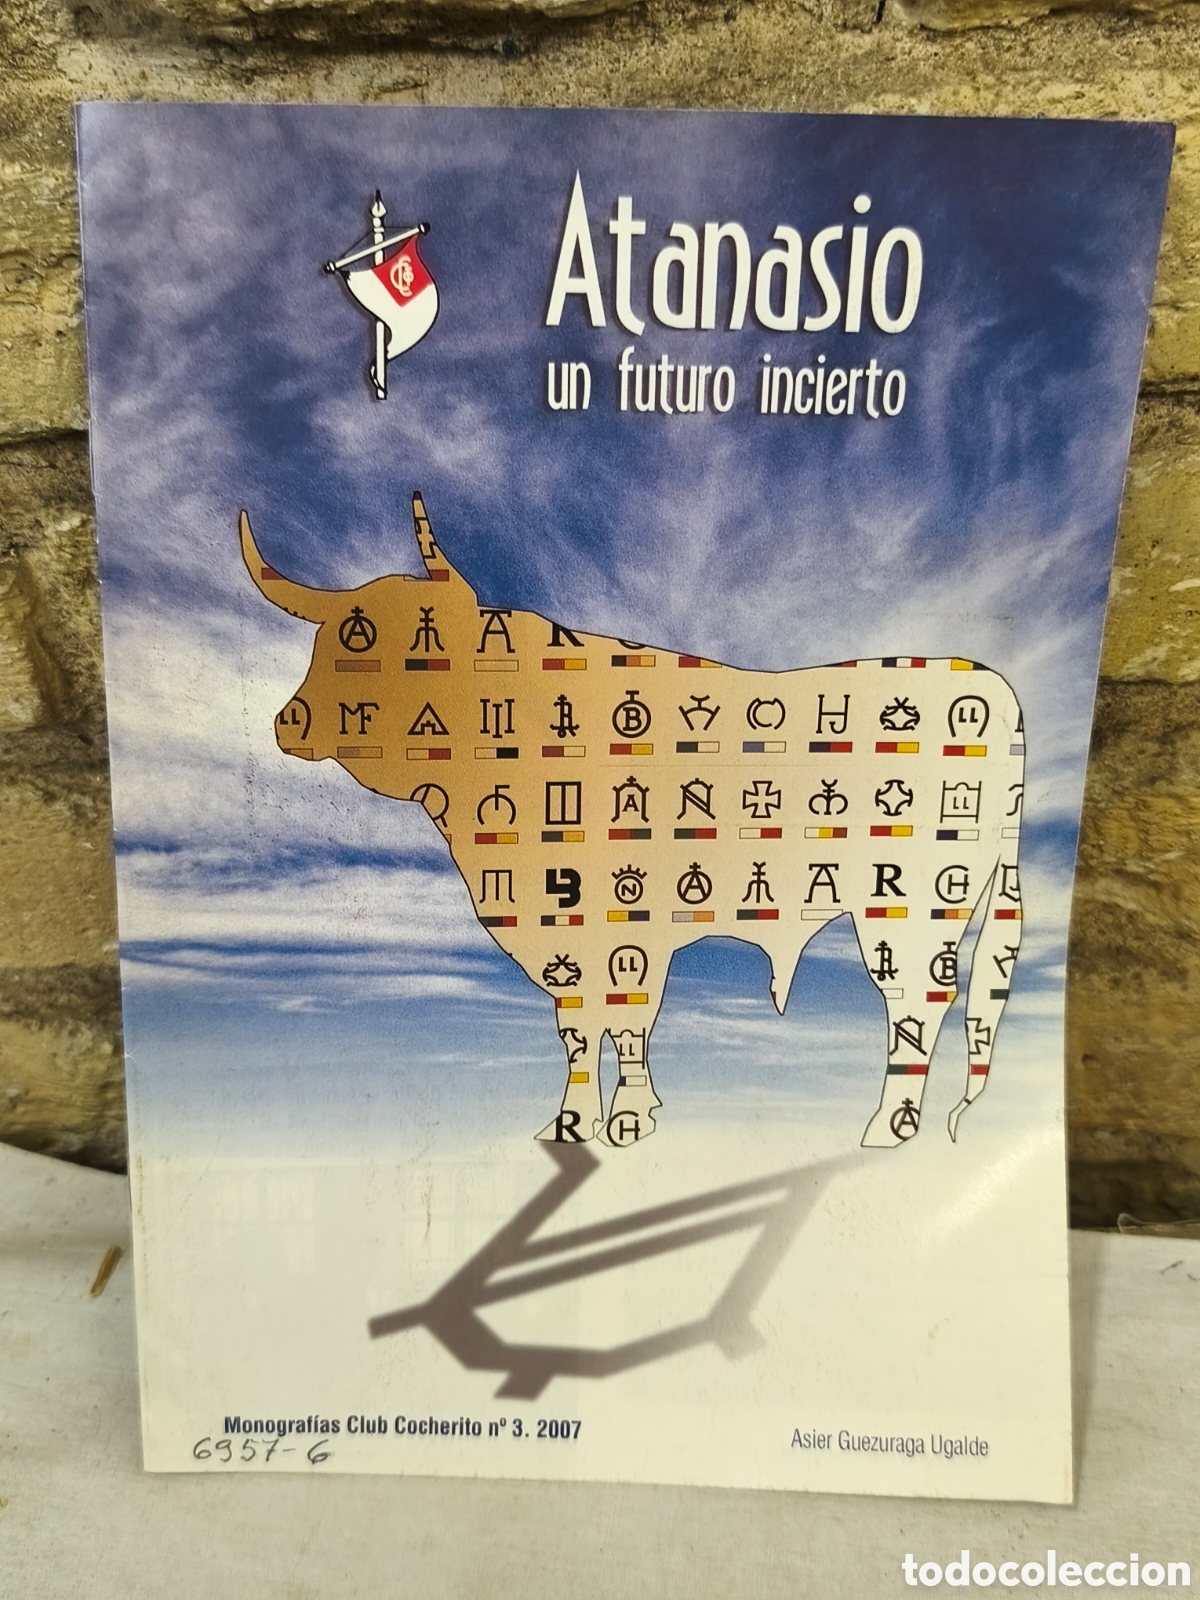 Atanasio
un futuro incierto
Monografías Club Cocherito nº 3. 2007
6957-6
Asier Guezuraga Ugalde
todocoleccion